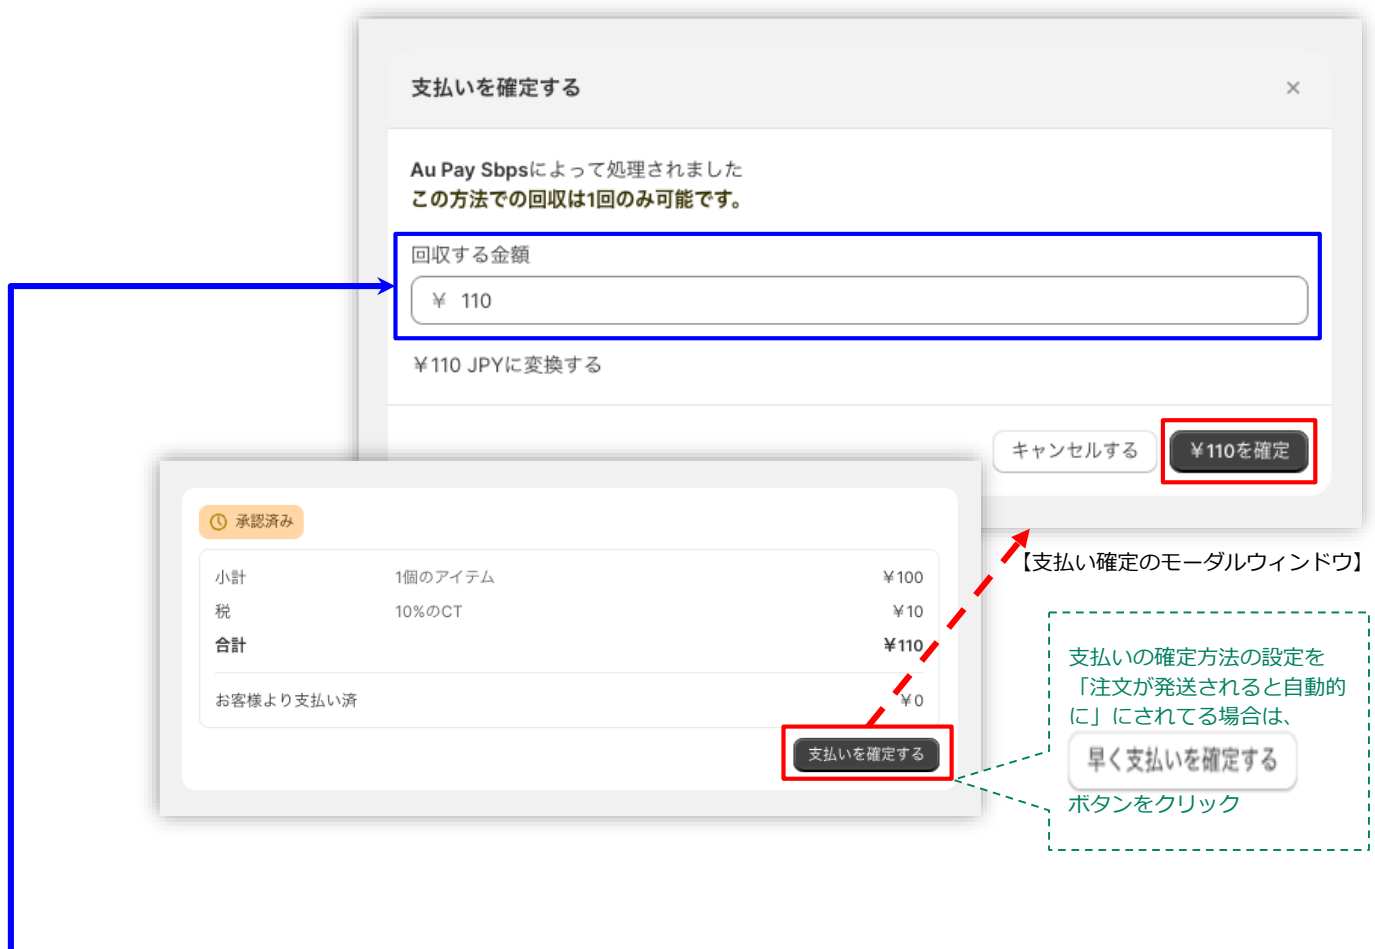 支払いを確定する
×
Au Pay Sbpsによって処理されました
この方法での回収は1回のみ可能です。
回収する金額
¥ 110
¥110 JPYに変換する
キャンセルする
¥110を確定
承認済み
小計 1個のアイテム ¥100
税 10%のCT ¥10
合計 ¥110
お客様より支払い済 ¥0
支払いを確定する
【支払い確定のモーダルウィンドウ】
支払いの確定方法の設定を
「注文が発送されると自動的
に」にされてる場合は、
早く支払いを確定する
ボタンをクリック